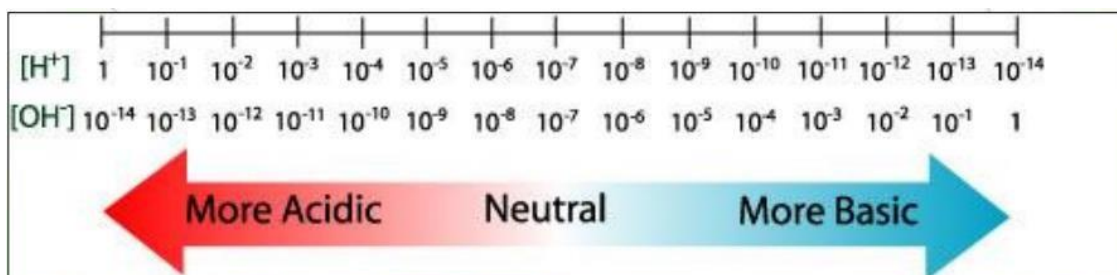 [H⁺] 1 10⁻¹ 10⁻² 10⁻³ 10⁻⁴ 10⁻⁵ 10⁻⁶ 10⁻⁷ 10⁻⁸ 10⁻⁹ 10⁻¹⁰ 10⁻¹¹ 10⁻¹² 10⁻¹³ 10⁻¹⁴
[OH⁻] 10⁻¹⁴ 10⁻¹³ 10⁻¹² 10⁻¹¹ 10⁻¹⁰ 10⁻⁹ 10⁻⁸ 10⁻⁷ 10⁻⁶ 10⁻⁵ 10⁻⁴ 10⁻³ 10⁻² 10⁻¹ 1
More Acidic Neutral More Basic